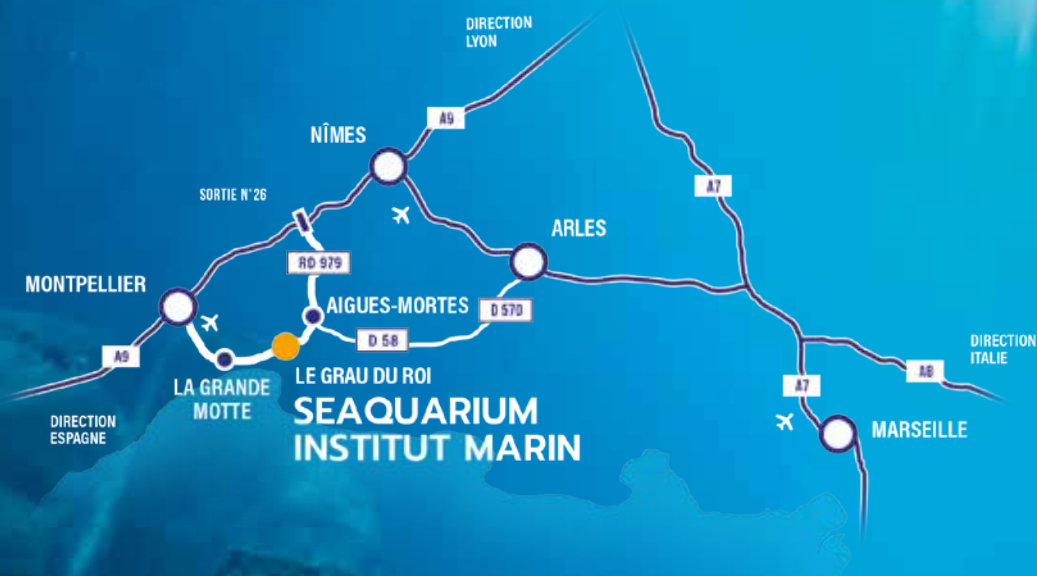 DIRECTION
LYON
A9
NÎMES
SORTIE N°26
A7
ARLES
RD 979
MONTPELLIER
AIGUES-MORTES
D 570
D 58
A9
LA GRANDE
MOTTE
LE GRAU DU ROI
SEAQUARIUM
INSTITUT MARIN
DIRECTION
ESPAGNE
DIRECTION
ITALIE
A8
A7
MARSEILLE